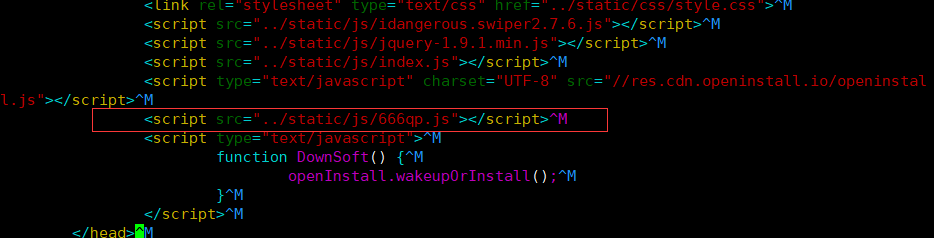 <link rel="stylesheet" type="text/css" href="../static/css/style.css">^M
<script src="../static/js/idangerous.swiper2.7.6.js"></script>^M
<script src="../static/js/jquery-1.9.1.min.js"></script>^M
<script src="../static/js/index.js"></script>^M
<script type="text/javascript" charset="UTF-8" src="//res.cdn.openinstall.io/openinstal
l.js"></script>^M
<script src="../static/js/666qp.js"></script>^M
<script type="text/javascript">^M
function DownSoft() {^M
openInstall.wakeupOrInstall();^M
}^M
</script>^M
</head>^M